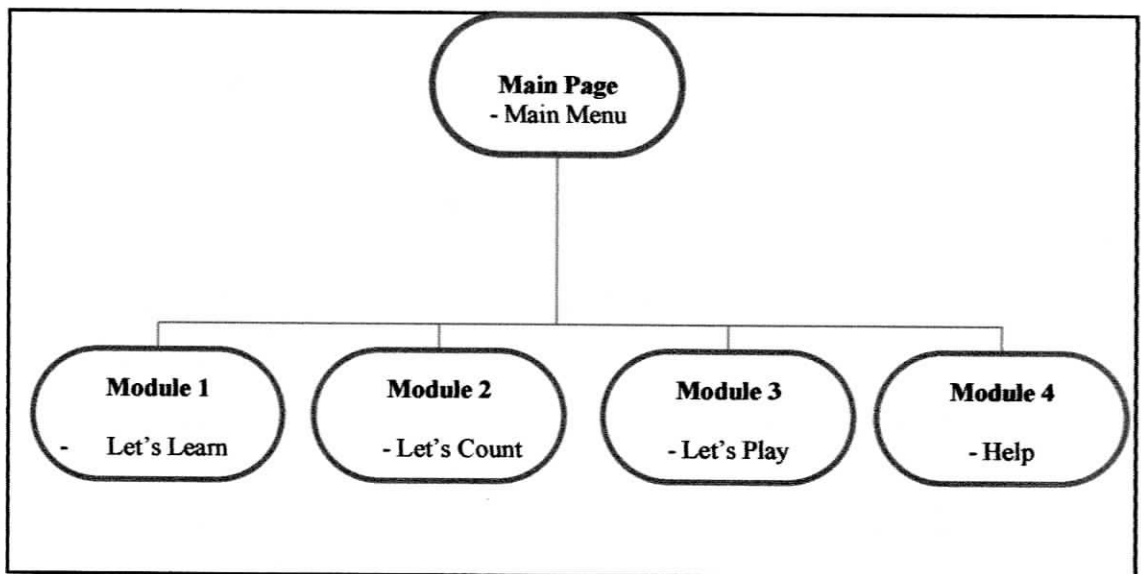 Main Page
- Main Menu
Module 1
- Let's Learn
Module 2
- Let's Count
Module 3
- Let's Play
Module 4
- Help